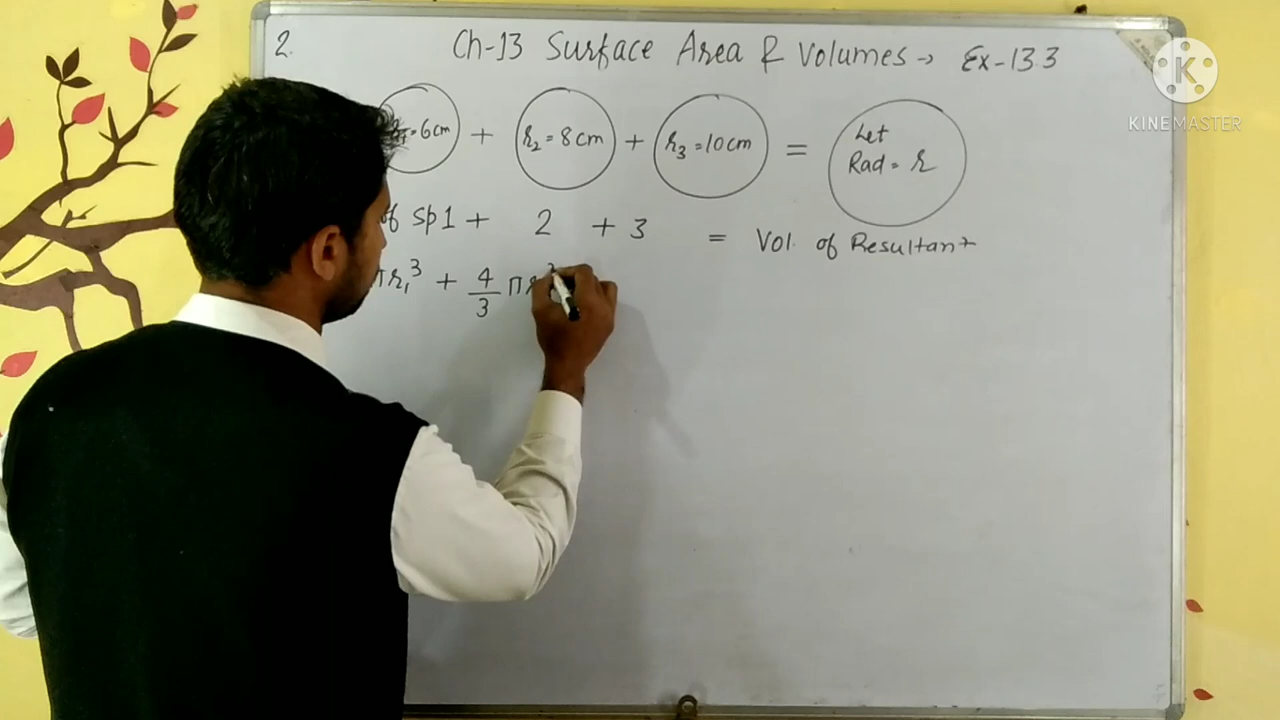 2. Ch-13 Surface Area & Volumes → Ex-13.3
=6cm + r₂=8cm + r₃=10cm = Let Rad = r
of sp1 + 2 + 3 = Vol. of Resultant
πr₁³ + 4/3 π
K
KINEMASTER